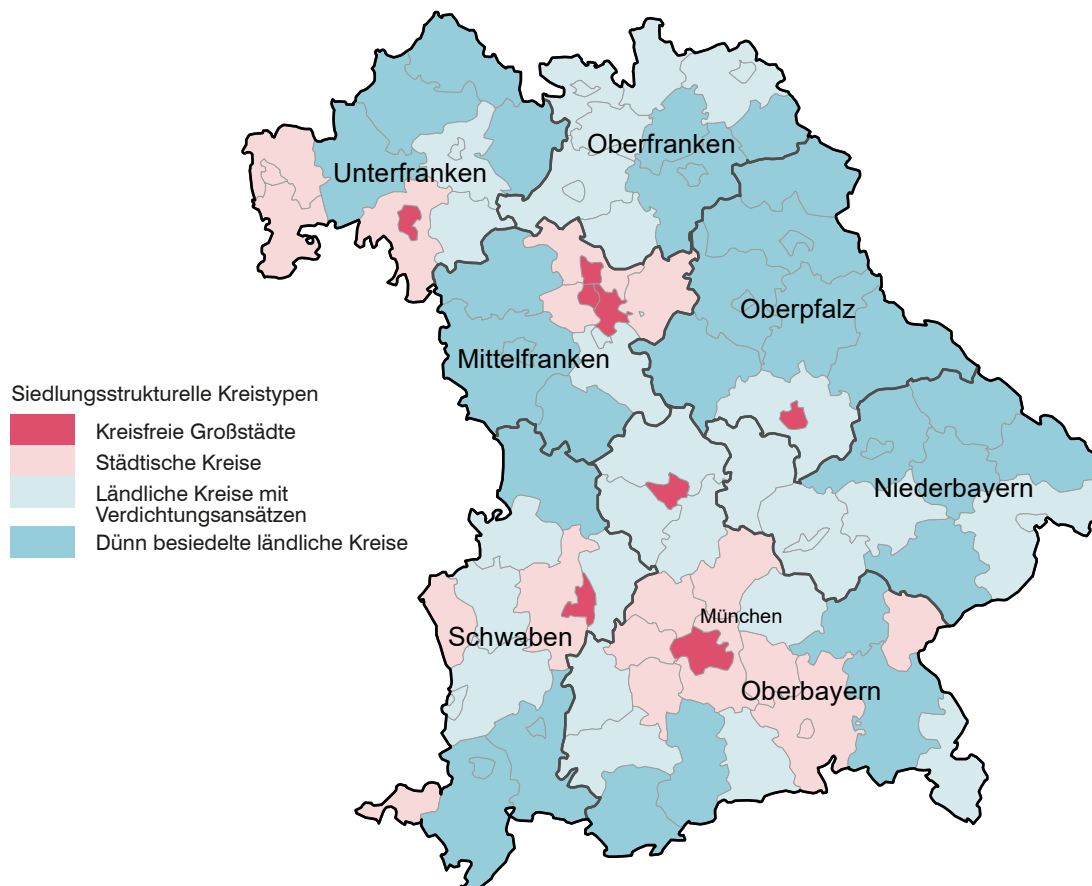 Oberfranken
Unterfranken
Oberpfalz
Mittelfranken
Siedlungsstrukturelle Kreistypen
Kreisfreie Großstädte
Städtische Kreise
Ländliche Kreise mit
Verdichtungsansätzen
Dünn besiedelte ländliche Kreise
Niederbayern
München
Schwaben
Oberbayern